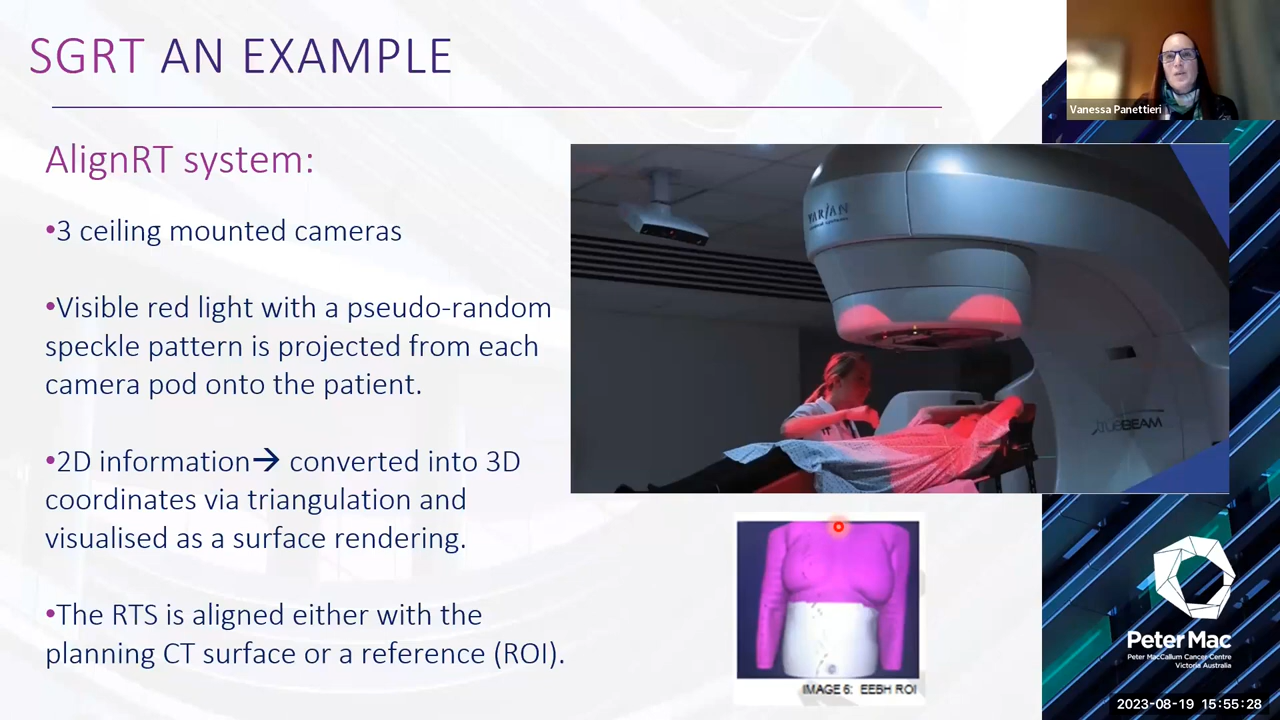 SGRT AN EXAMPLE
Vanessa Panettieri
AlignRT system:
•3 ceiling mounted cameras
•Visible red light with a pseudo-random
speckle pattern is projected from each
camera pod onto the patient.
•2D information→ converted into 3D
coordinates via triangulation and
visualised as a surface rendering.
•The RTS is aligned either with the
planning CT surface or a reference (ROI).
VARIAN
TRUEBEAM
IMAGE 6: EEBH ROI
Peter Mac
Peter MacCallum Cancer Centre
Victoria Australia
2023-08-19 15:55:28